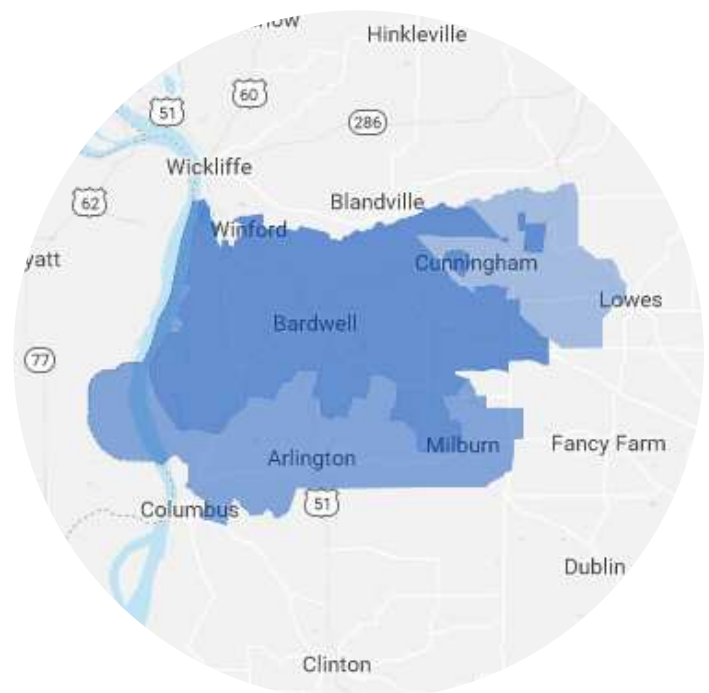 Hinkleville
60
51
286
Wickliffe
62
Blandville
Winford
yatt
Cunningham
Lowes
Bardwell
77
Milburn
Fancy Farm
Arlington
51
Columbus
Dublin
Clinton